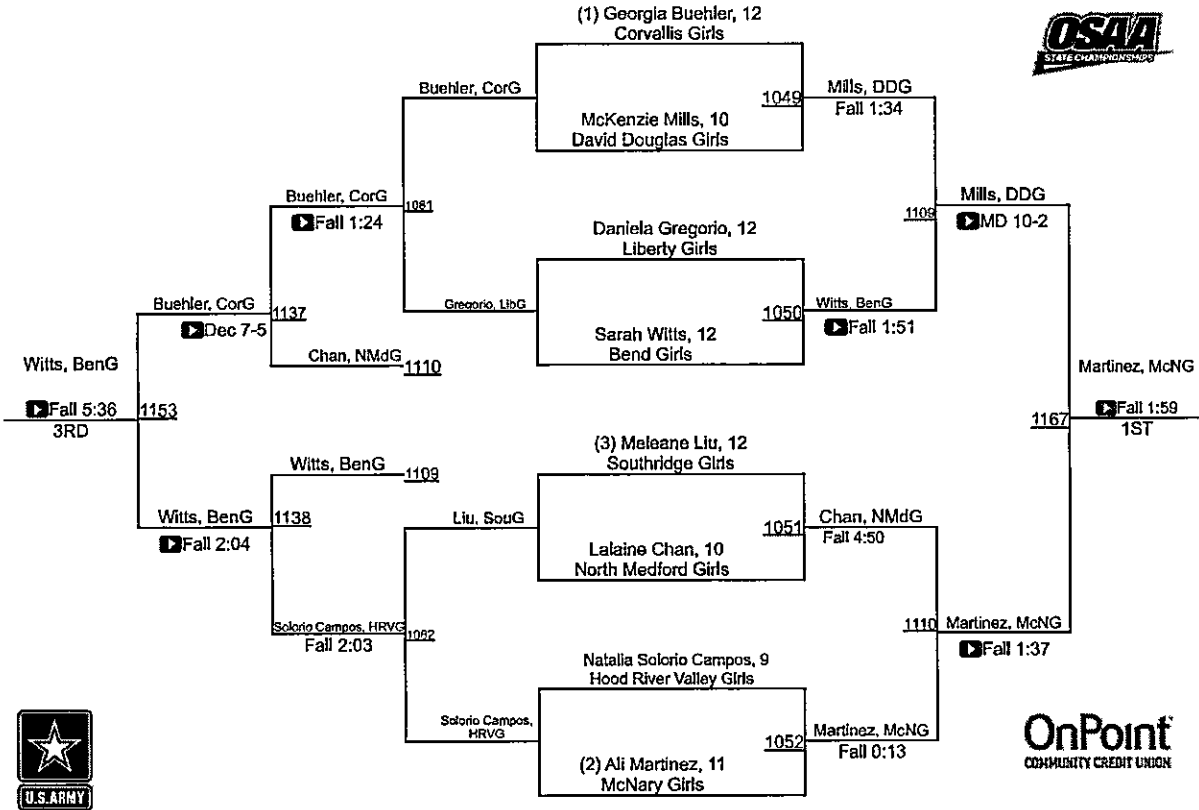 (1) Georgia Buehler, 12
Corvallis Girls
OSAA
STATE CHAMPIONSHIPS
Buehler, CorG
1049
Mills, DDG
Fall 1:34
McKenzie Mills, 10
David Douglas Girls
Buehler, CorG
Fall 1:24
1081
1109
Mills, DDG
MD 10-2
Daniela Gregorio, 12
Liberty Girls
Buehler, CorG
Dec 7-5
1137
Gregorio, LibG
1050
Witts, BenG
Fall 1:51
Sarah Witts, 12
Bend Girls
Chan, NMdG
1110
Witts, BenG
Fall 5:36
3RD
1153
Martinez, McNG
Fall 1:59
1ST
1167
(3) Meleane Liu, 12
Southridge Girls
Witts, BenG
1109
Witts, BenG
Fall 2:04
1138
Liu, SouG
1051
Chan, NMdG
Fall 4:50
Lalaine Chan, 10
North Medford Girls
Solorio Campos, HRVG
Fall 2:03
1082
1110
Martinez, McNG
Fall 1:37
Natalia Solorio Campos, 9
Hood River Valley Girls
Solorio Campos,
HRVG
1052
Martinez, McNG
Fall 0:13
(2) Ali Martinez, 11
McNary Girls
U.S.ARMY
OnPoint
COMMUNITY CREDIT UNION